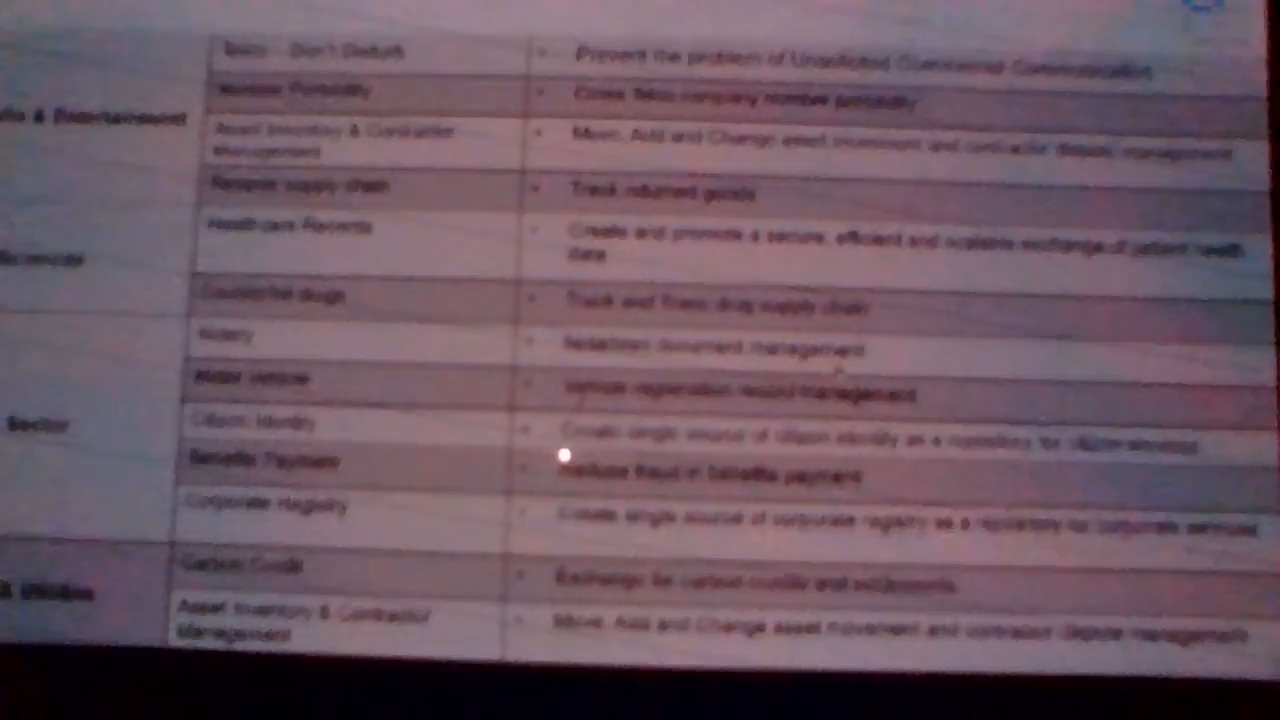 Don't Disturb
Prevent the problem of Unsolicited Commercial Communication
& Entertainment
Number Portability
Cross Telco company number portability
Asset Inventory & Contractor
Management
Move, Add and Change asset movement and contractor dispute management
supply chain
Track returned goods
Healthcare Records
Create and promote a secure, efficient and scalable exchange of patient health
data
Counterfeit drugs
Track and Trace drug supply chain
Notary
document management
Sector
Motor Vehicle
Vehicle registration record management
Citizen Identity
Create single source of citizen identity as a repository for citizen services
Benefits Payment
Reduce fraud in benefits payment
Corporate Registry
Create single source of corporate registry as a repository for corporate services
& Utilities
Carbon Credit
Exchange for carbon credits and settlements
Asset Inventory & Contractor
Management
Move, Add and Change asset movement and contractor dispute management